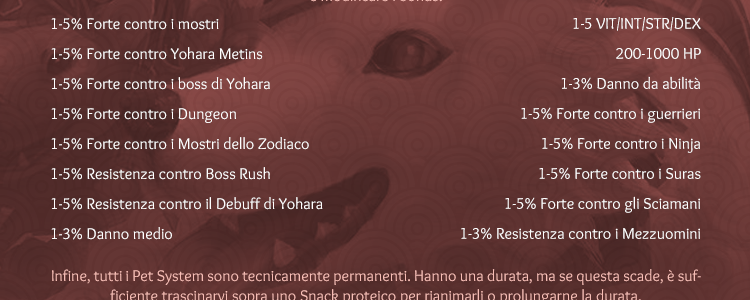 1-5% Forte contro i mostri 1-5 VIT/INT/STR/DEX
1-5% Forte contro Yohara Metins 200-1000 HP
1-5% Forte contro i boss di Yohara 1-3% Danno da abilità
1-5% Forte contro i Dungeon 1-5% Forte contro i guerrieri
1-5% Forte contro i Mostri dello Zodiaco 1-5% Forte contro i Ninja
1-5% Resistenza contro Boss Rush 1-5% Forte contro i Suras
1-5% Resistenza contro il Debuff di Yohara 1-5% Forte contro gli Sciamani
1-3% Danno medio 1-3% Resistenza contro i Mezzuomini
Infine, tutti i Pet System sono tecnicamente permanenti. Hanno una durata, ma se questa scade, è suf-
ficiente trascinarvi sopra uno Snack proteico per rianimarli o prolungarne la durata.